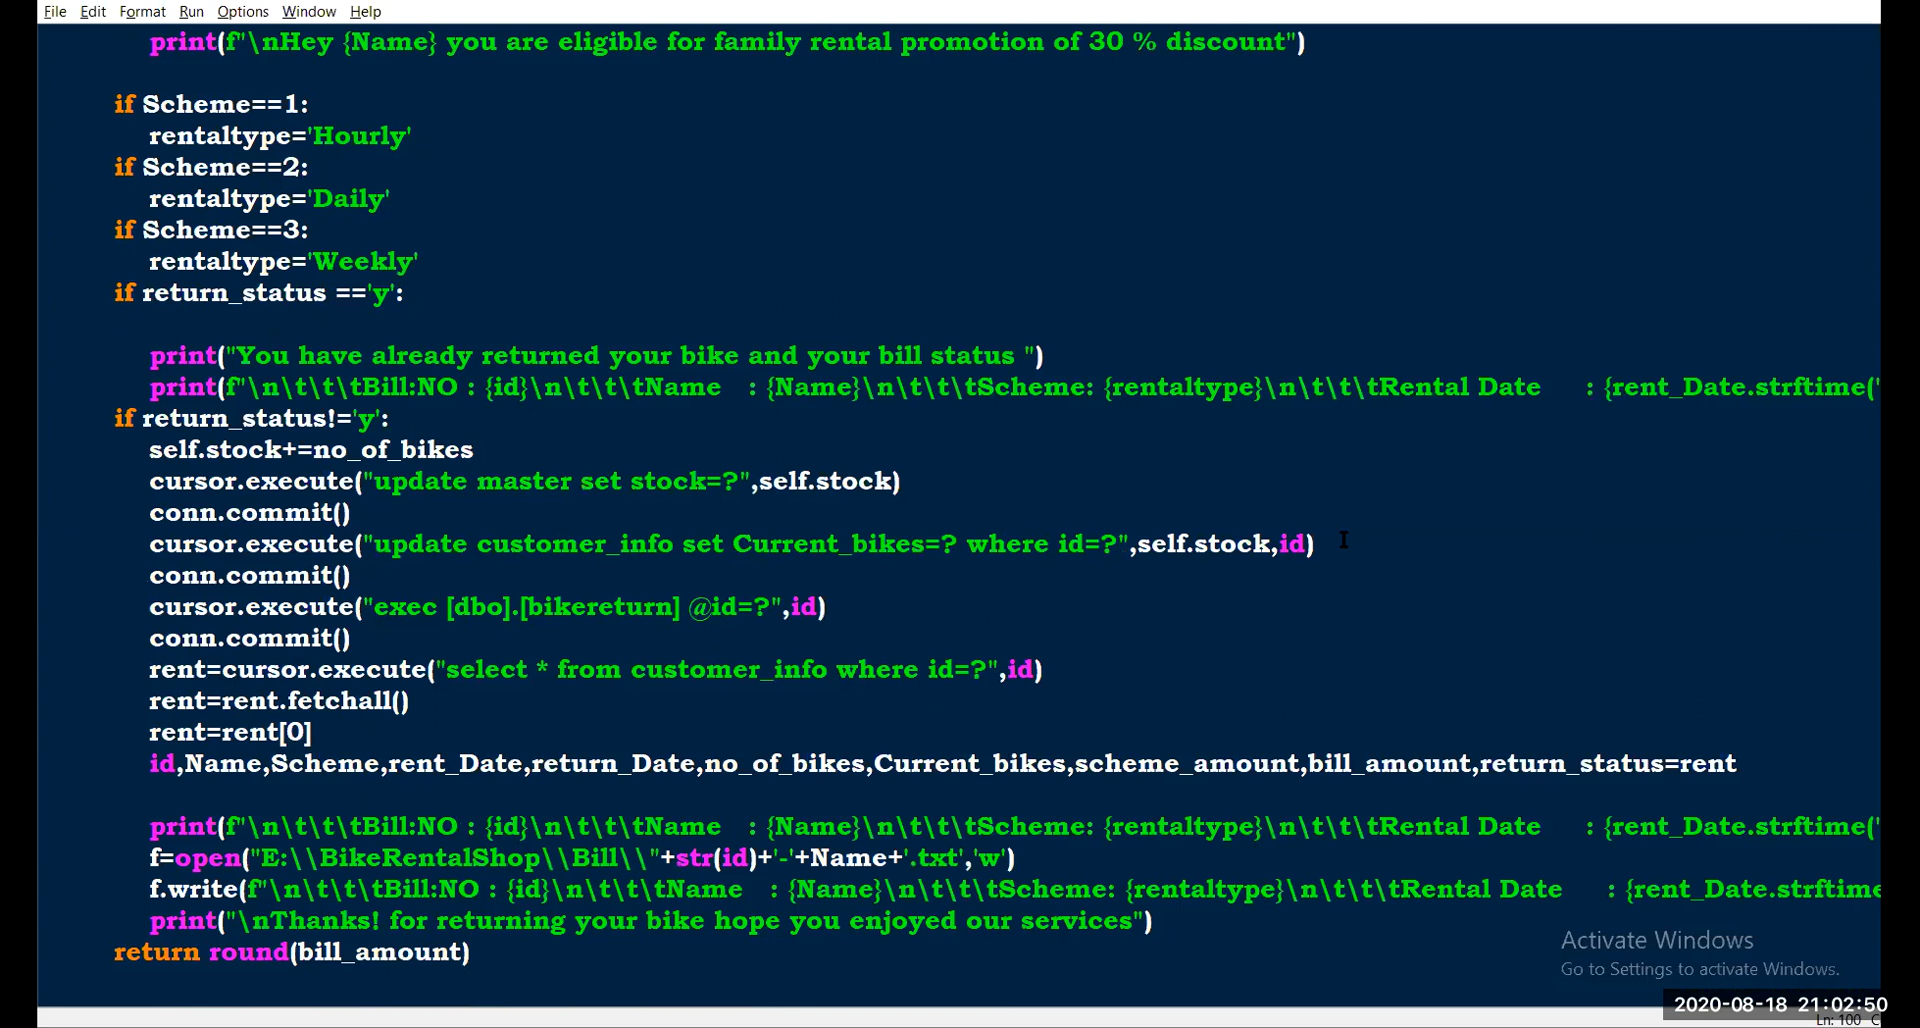 File Edit Format Run Options Window Help
print(f"\nHey {Name} you are eligible for family rental promotion of 30 % discount")
if Scheme==1:
rentaltype='Hourly'
if Scheme==2:
rentaltype='Daily'
if Scheme==3:
rentaltype='Weekly'
if return_status =='y':
print("You have already returned your bike and your bill status ")
print(f"\n\t\t\tBill:NO : {id}\n\t\t\tName   : {Name}\n\t\t\tScheme: {rentaltype}\n\t\t\tRental Date     : {rent_Date.strftime('
if return_status!='y':
self.stock+=no_of_bikes
cursor.execute("update master set stock=?",self.stock)
conn.commit()
cursor.execute("update customer_info set Current_bikes=? where id=?",self.stock,id)
conn.commit()
cursor.execute("exec [dbo].[bikereturn] @id=?",id)
conn.commit()
rent=cursor.execute("select * from customer_info where id=?",id)
rent=rent.fetchall()
rent=rent[0]
id,Name,Scheme,rent_Date,return_Date,no_of_bikes,Current_bikes,scheme_amount,bill_amount,return_status=rent
print(f"\n\t\t\tBill:NO : {id}\n\t\t\tName   : {Name}\n\t\t\tScheme: {rentaltype}\n\t\t\tRental Date     : {rent_Date.strftime('
f=open("E:\\BikeRentalShop\\Bill\\"+str(id)+'-'+Name+'.txt','w')
f.write(f"\n\t\t\tBill:NO : {id}\n\t\t\tName   : {Name}\n\t\t\tScheme: {rentaltype}\n\t\t\tRental Date     : {rent_Date.strftime
print("\nThanks! for returning your bike hope you enjoyed our services")
return round(bill_amount)
Activate Windows
Go to Settings to activate Windows.
2020-08-18 21:02:50
Ln: 100